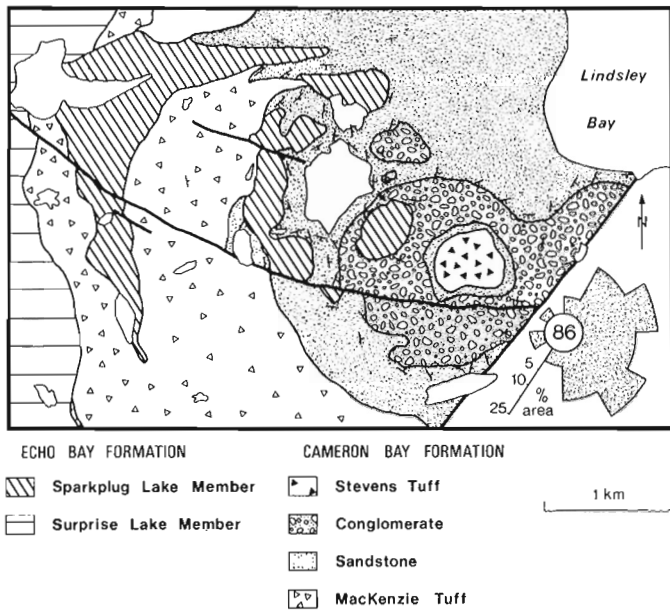 Lindsley
Bay
N
86
5
10
%
25
area
ECHO BAY FORMATION
Sparkplug Lake Member
Surprise Lake Member
CAMERON BAY FORMATION
Stevens Tuff
Conglomerate
Sandstone
MacKenzie Tuff
1 km